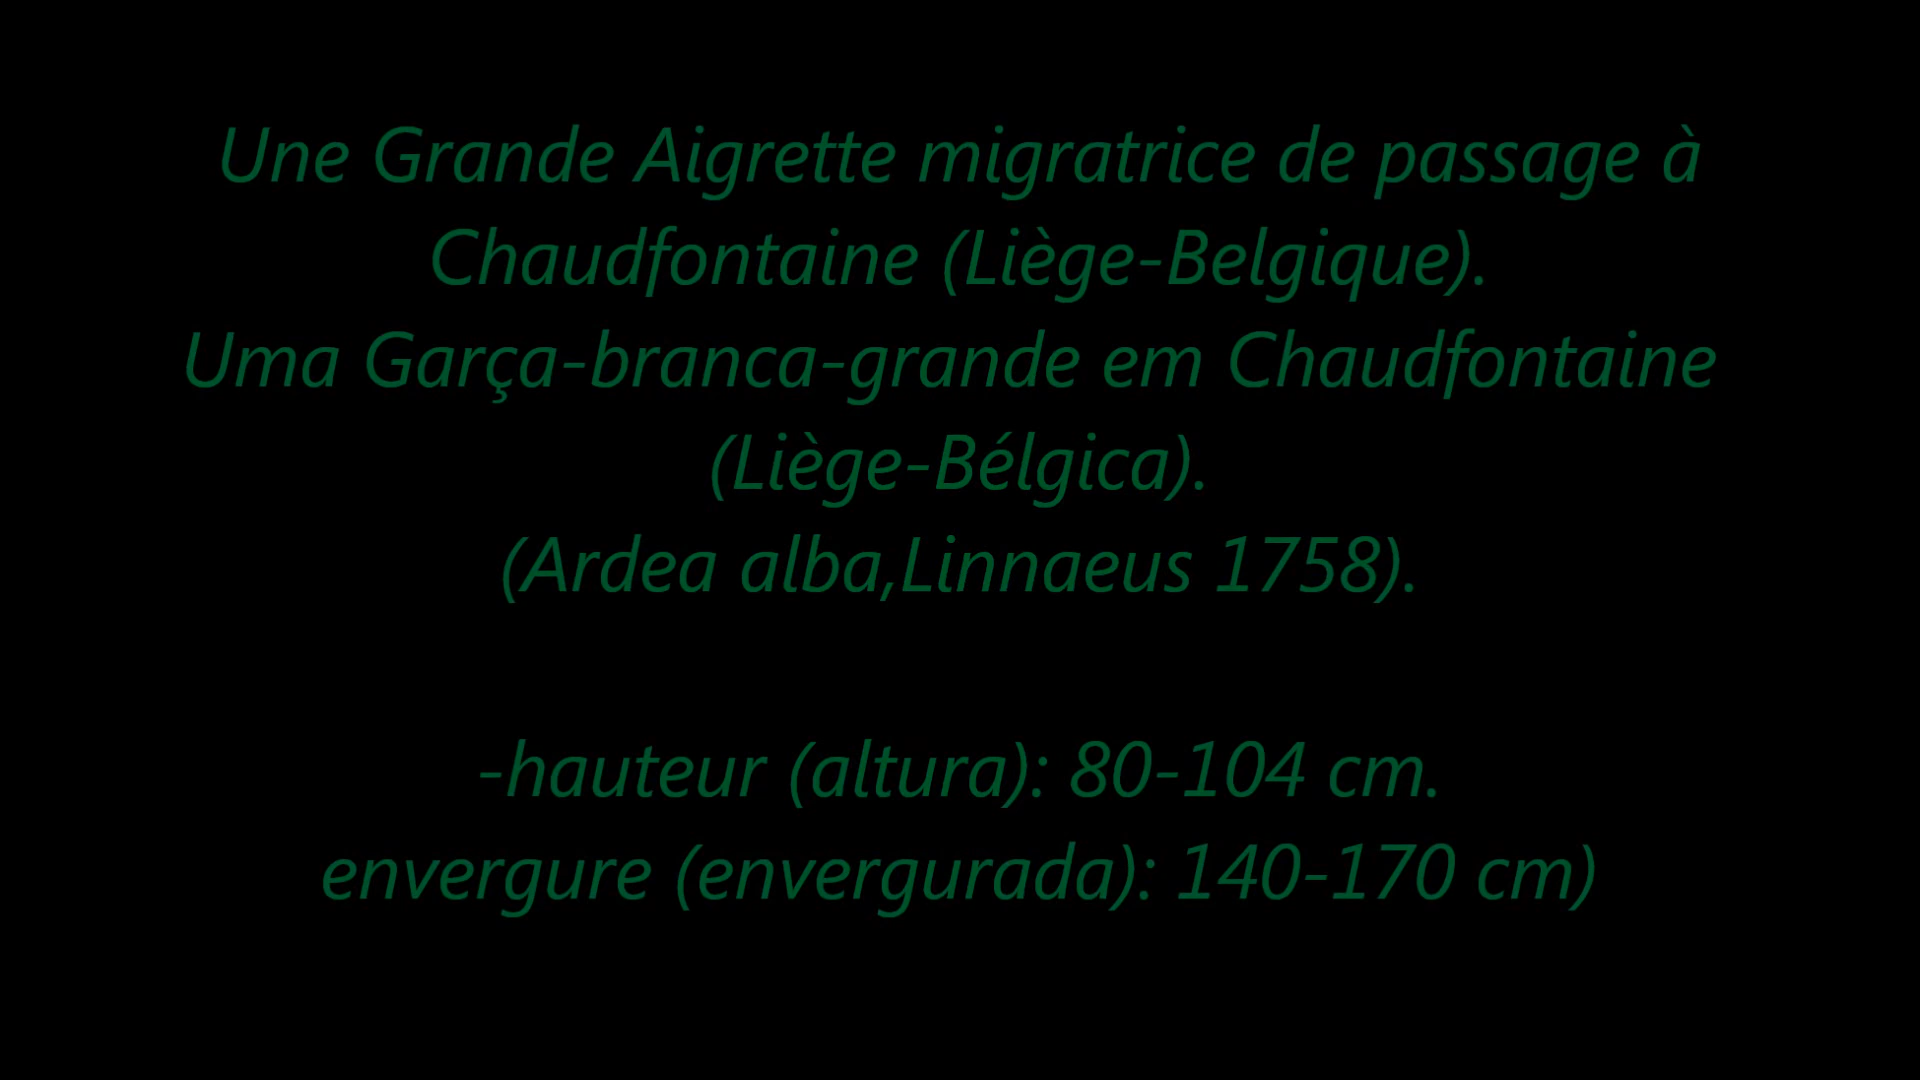 Une Grande Aigrette migratrice de passage à
Chaudfontaine (Liège-Belgique).
Uma Garça-branca-grande em Chaudfontaine
(Liège-Bélgica).
(Ardea alba,Linnaeus 1758).
-hauteur (altura): 80-104 cm.
envergure (envergurada): 140-170 cm)